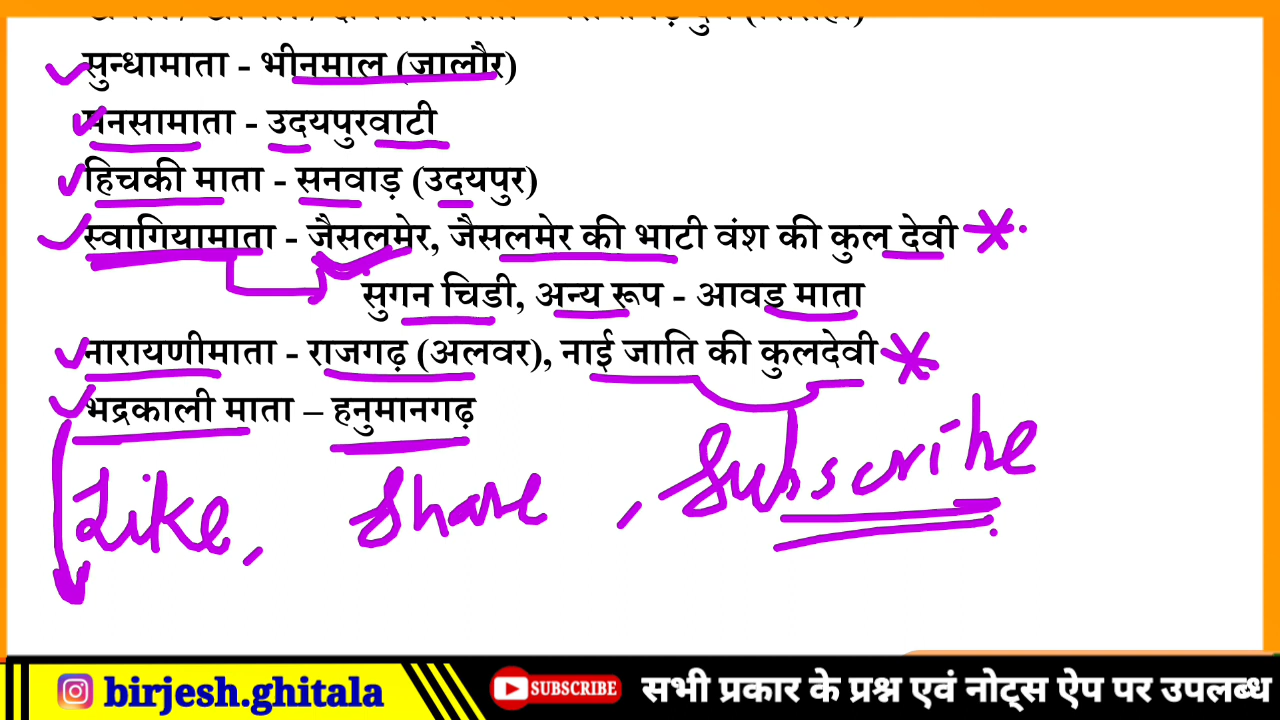 सुन्धामाता - भीनमाल (जालौर)
मनसामाता - उदयपुरवाटी
हिचकी माता - सनवाड़ (उदयपुर)
स्वागियामाता - जैसलमेर, जैसलमेर की भाटी वंश की कुल देवी
सुगन चिडी, अन्य रूप - आवड माता
नारायणीमाता - राजगढ़ (अलवर), नाई जाति की कुलदेवी
भद्रकाली माता – हनुमानगढ़
Like, Share, Subscribe
birjesh.ghitala SUBSCRIBE सभी प्रकार के प्रश्न एवं नोट्स ऐप पर उपलब्ध